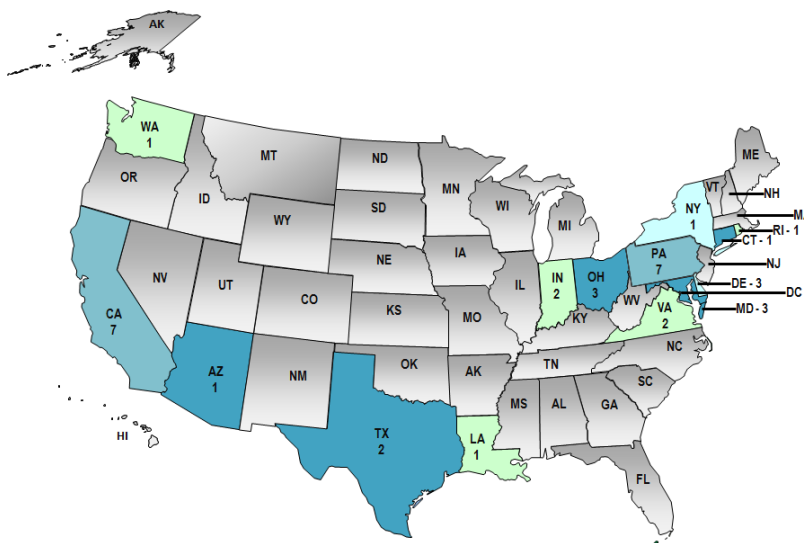 AK
WA
1
MT
ND
ME
OR
ID
MN
VT
NH
SD
WI
NY
1
MA
WY
MI
RI - 1
CT - 1
IA
PA
7
NJ
NE
NV
UT
IL
IN
2
OH
3
DE - 3
DC
CO
WV
VA
2
MD - 3
CA
7
KS
MO
KY
NC
TN
AZ
1
NM
OK
AK
SC
MS
AL
GA
HI
TX
2
LA
1
FL